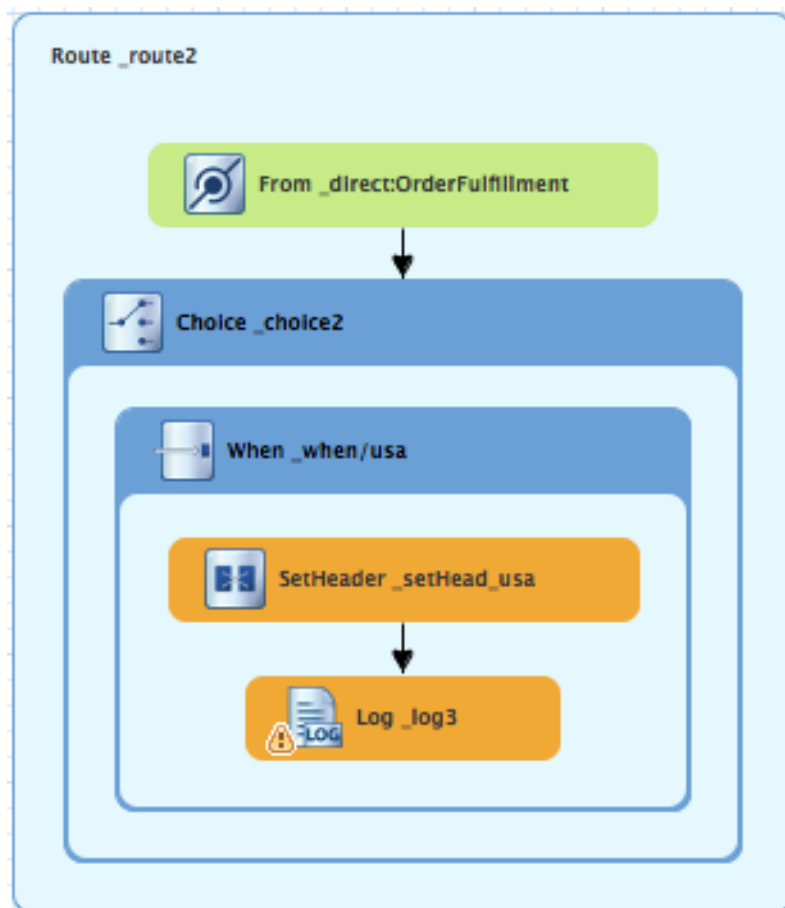 Route _route2
From _direct:OrderFulfillment
Choice _choice2
When _when/usa
SetHeader _setHead_usa
LOG
Log _log3